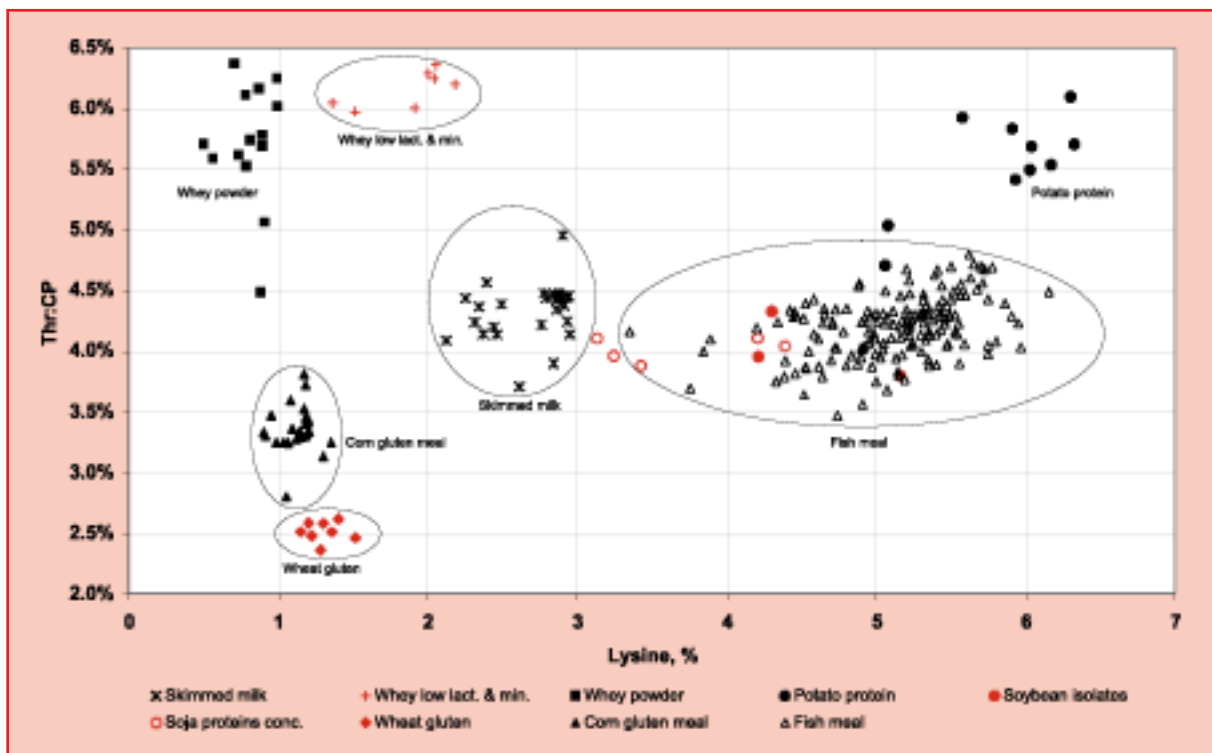 Thr:CP
6.5%
6.0%
5.5%
5.0%
4.5%
4.0%
3.5%
3.0%
2.5%
2.0%
Whey low lact. & min.
Whey powder
Potato protein
Skimmed milk
Corn gluten meal
Fish meal
Wheat gluten
0 1 2 3 4 5 6 7
Lysine, %
Skimmed milk Whey low lact. & min. Whey powder Potato protein Soybean isolates
Soja proteins conc. Wheat gluten Corn gluten meal Fish meal